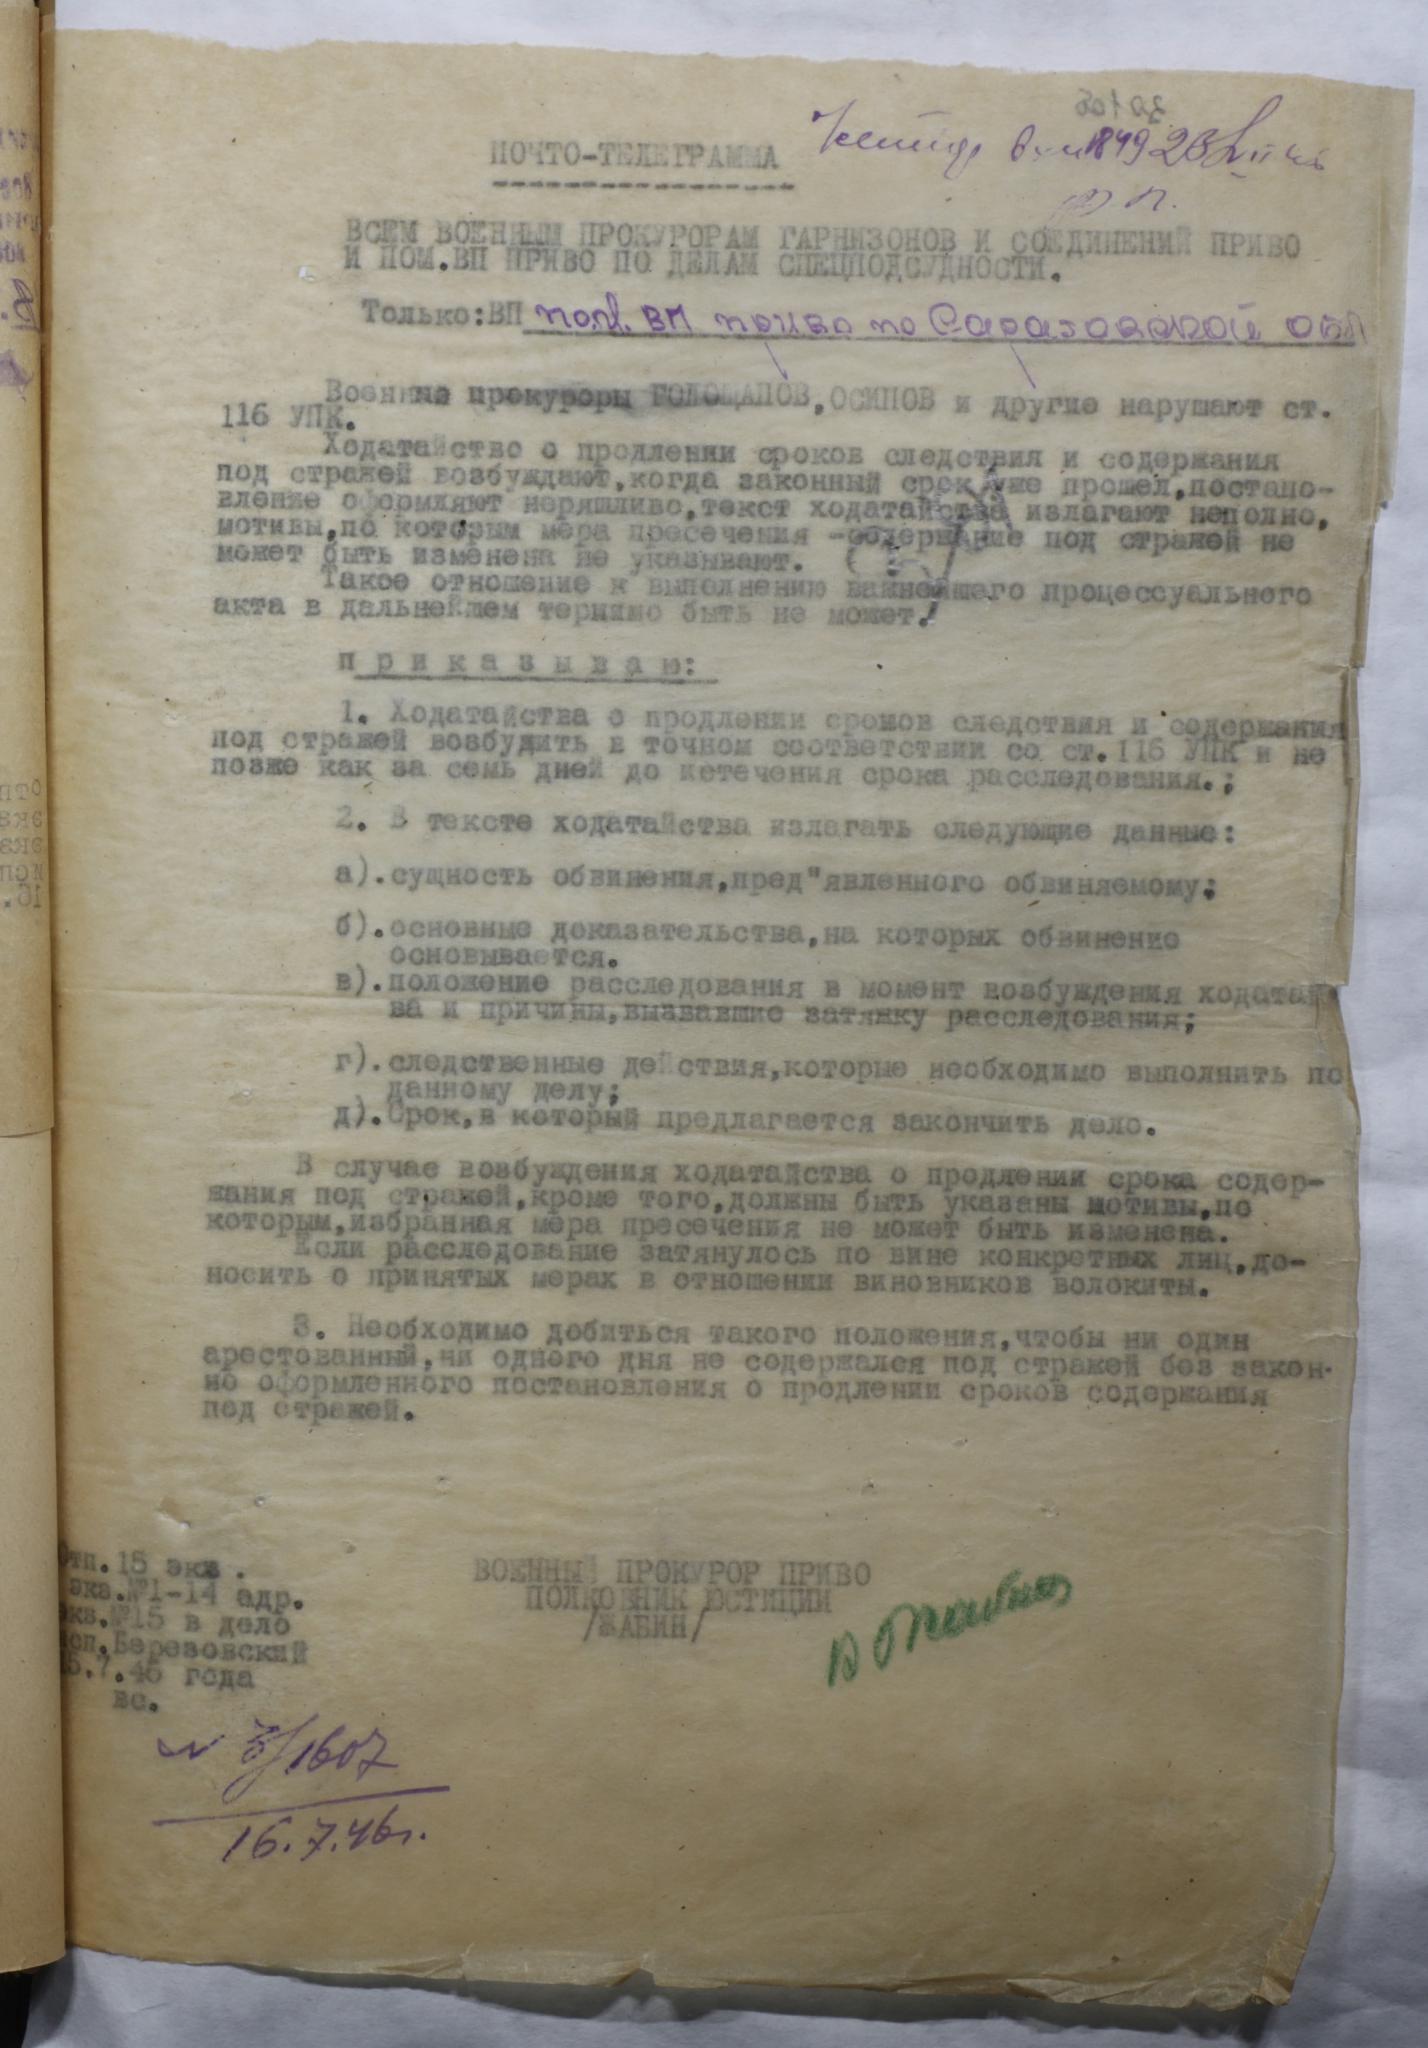 ПОЧТО-ТЕЛЕГРАММА
ВСЕМ ВОЕННЫМ ПРОКУРОРАМ ГАРНИЗОНОВ И СОЕДИНЕНИЙ ПРИВО
И ПОМ.ВП ПРИВО ПО ДЕЛАМ СПЕЦПОДСУДНОСТИ.
Только:ВП пом. ВП приво по Саратовской обл
Военные прокуроры ГОЛОЩАПОВ,ОСИПОВ и другие нарушают ст.
116 УПК.
Ходатайство о продлении сроков следствия и содержания
под стражей возбуждают,когда законный срок уже прошел,постано-
вление оформляют неряшливо,текст ходатайства излагают неполно,
мотивы,по которым мера пресечения -содержание под стражей не
может быть изменена не указывают.
Такое отношение к выполнению важнейшего процессуального
акта в дальнейшем терпимо быть не может.
п р и к а з ы в а ю:
1. Ходатайства о продлении сромов следствия и содержания
под стражей возбудить в точном соответствии со ст.116 УПК и не
позже как за семь дней до истечения срока расследования.;
2. В тексте ходатайства излагать следующие данные:
а).сущность обвинения,пред"явленного обвиняемому;
б).основные доказательства,на которых обвинение
основывается.
в).положение расследования в момент возбуждения ходатай
ва и причины,вызвавшие затяжку расследования;
г).следственные действия,которые необходимо выполнить по
данному делу;
д).Срок,в который предлагается закончить дело.
В случае возбуждения ходатайства о продлении срока содер-
жания под стражей,кроме того,должны быть указаны мотивы,по
которым,избранная мера пресечения не может быть изменена.
Если расследование затянулось по вине конкретных лиц,до-
носить о принятых мерах в отношении виновников волокиты.
3. Необходимо добиться такого положения,чтобы ни один
арестованный,ни одного дня не содержался под стражей без закон-
но оформленного постановления о продлении сроков содержания
под стражей.
Отп.15 экз.
экз.№1-14 адр.
экз.№15 в дело
исп.Березовский
15.7.46 года
вс.
ВОЕННЫЙ ПРОКУРОР ПРИВО
ПОЛКОВНИК ЮСТИЦИИ
/ЖАБИН/
1607
16.7.46г.